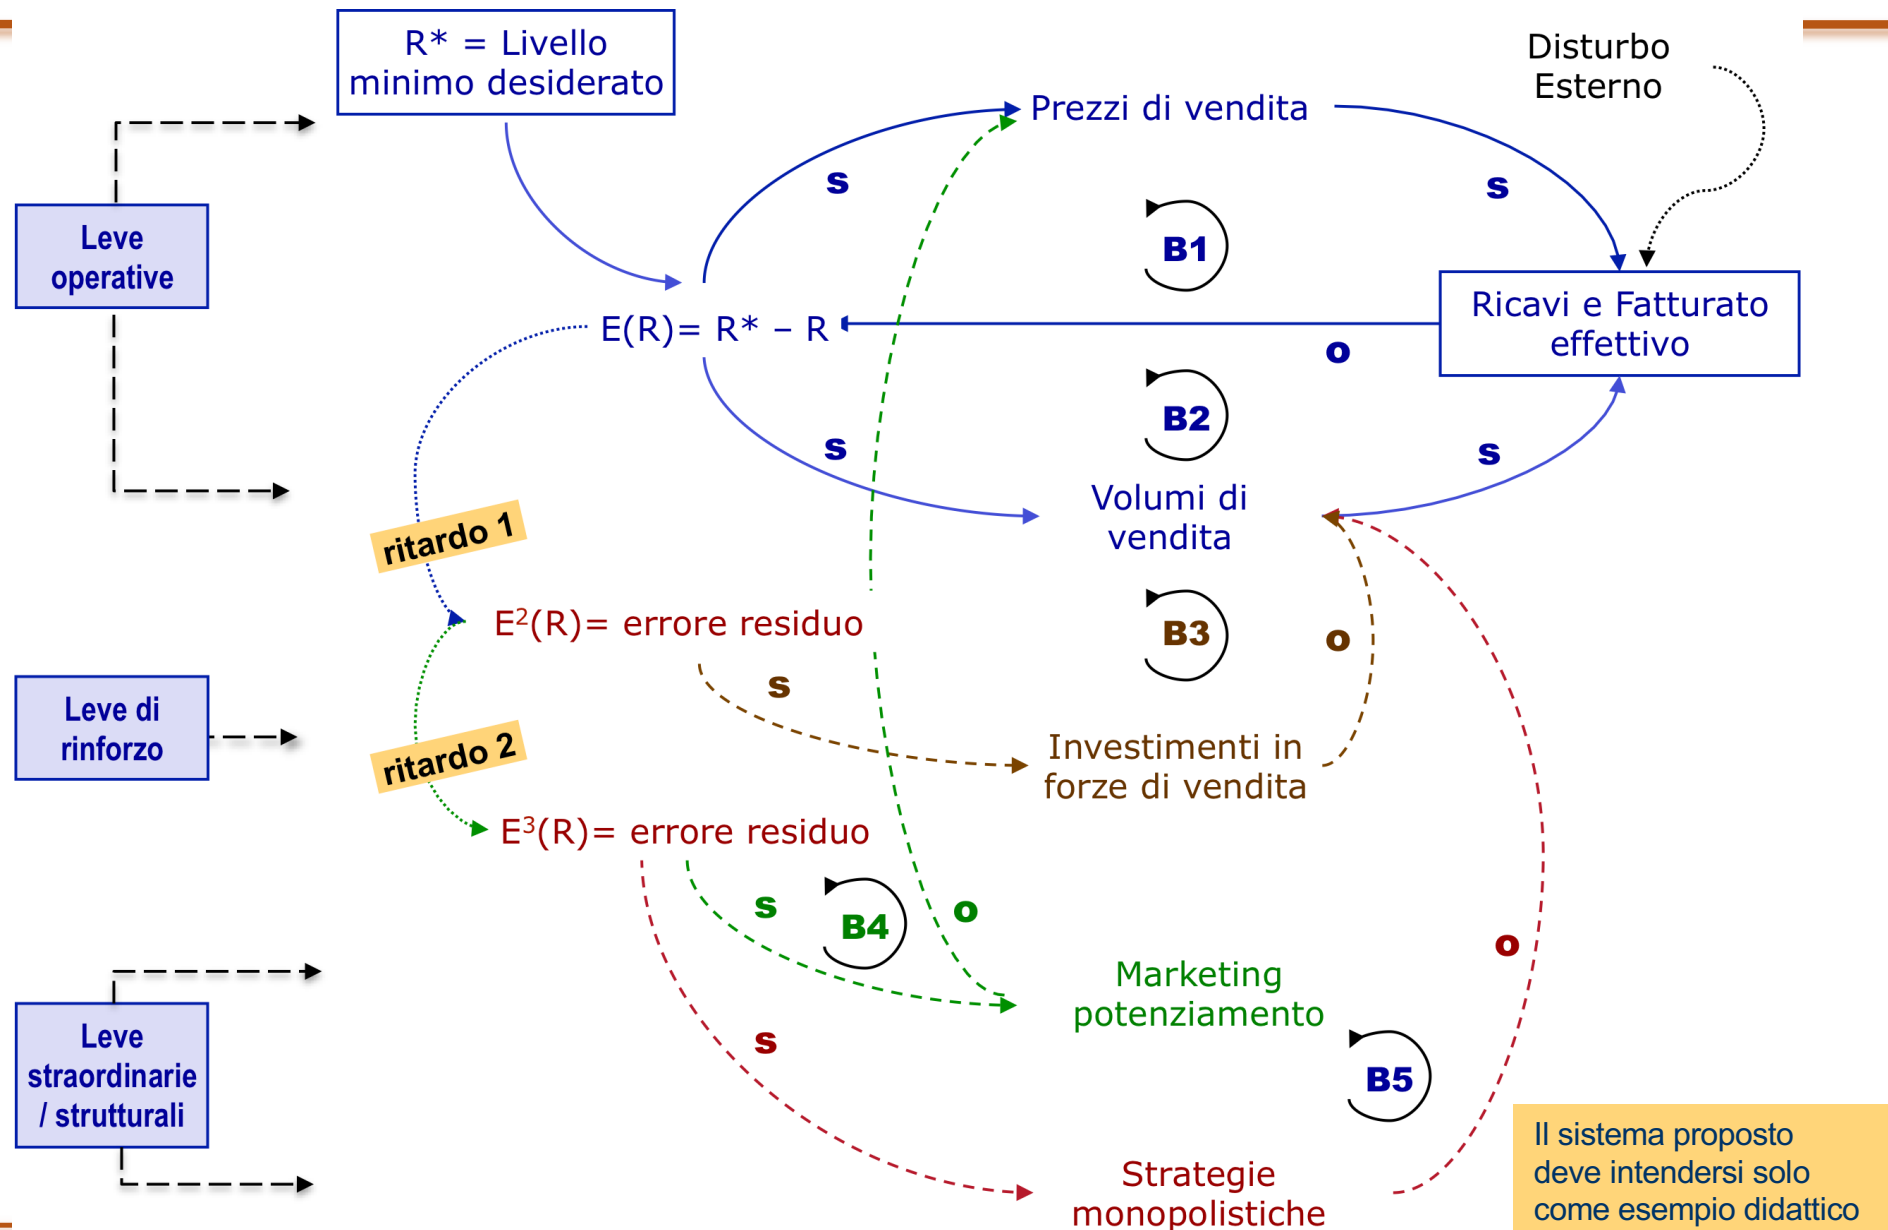 R* = Livello
minimo desiderato
Disturbo
Esterno
Prezzi di vendita
s
s
Leve
operative
B1
E(R)= R* – R
Ricavi e Fatturato
effettivo
o
B2
s
s
Volumi di
vendita
ritardo 1
E²(R)= errore residuo
B3
o
s
Leve di
rinforzo
ritardo 2
Investimenti in
forze di vendita
E³(R)= errore residuo
s
B4
o
o
Marketing
potenziamento
s
Leve
straordinarie
/ strutturali
B5
Strategie
monopolistiche
Il sistema proposto
deve intendersi solo
come esempio didattico